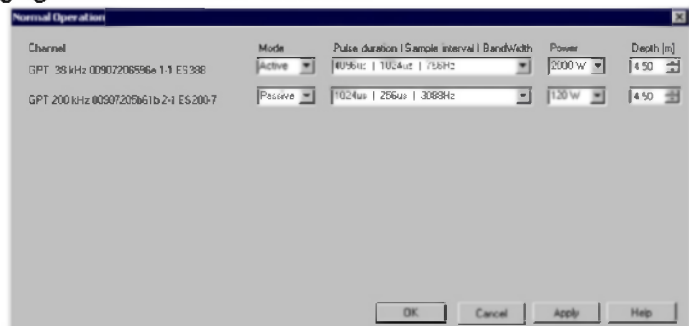 Normal Operation
Channel Mode Pulse duration | Sample interval | BandWidth Power Depth [m]
GPT 38 kHz 00907206596e 1-1 ES38B Active 4096us | 1024us | 756Hz 2000 W 4.50
GPT 200 kHz 00907205b61b 2-1 ES200-7 Passive 1024us | 256us | 3088Hz 120 W 4.50
OK Cancel Apply Help